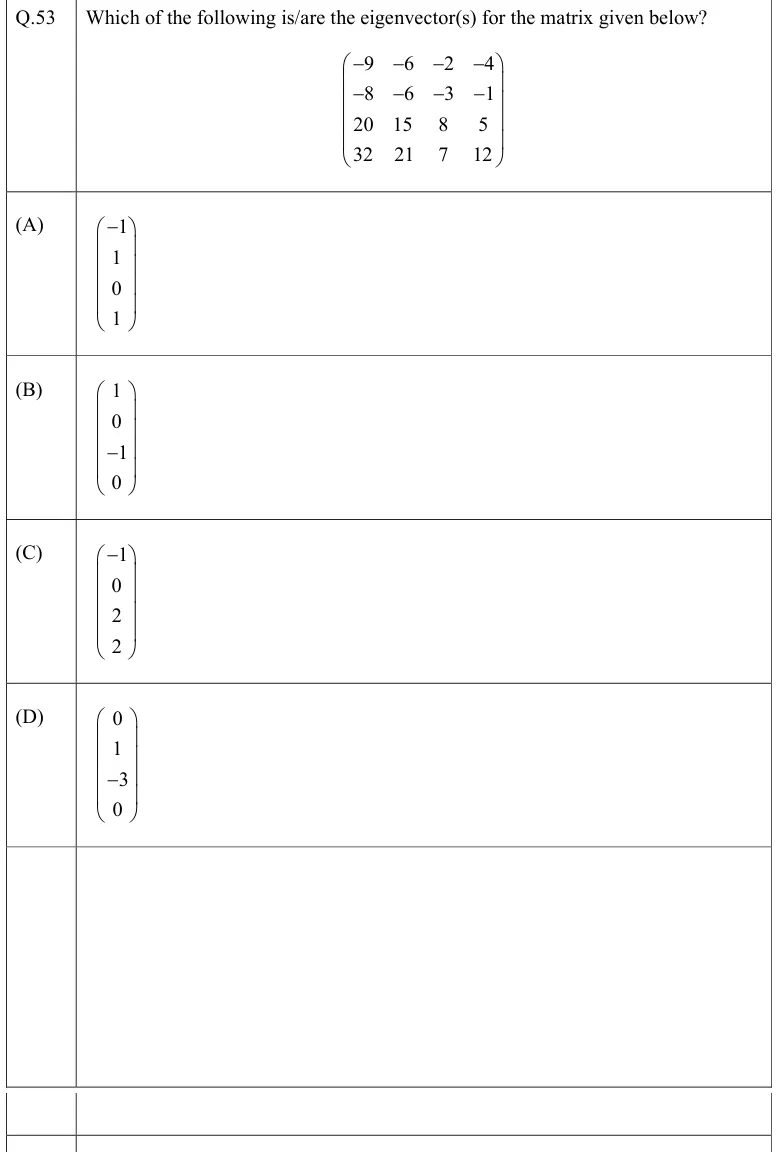 Q.53 Which of the following is/are the eigenvector(s) for the matrix given below?
−9 −6 −2 −4
−8 −6 −3 −1
20 15 8 5
32 21 7 12
(A)
−1
1
0
1
(B)
1
0
−1
0
(C)
−1
0
2
2
(D)
0
1
−3
0